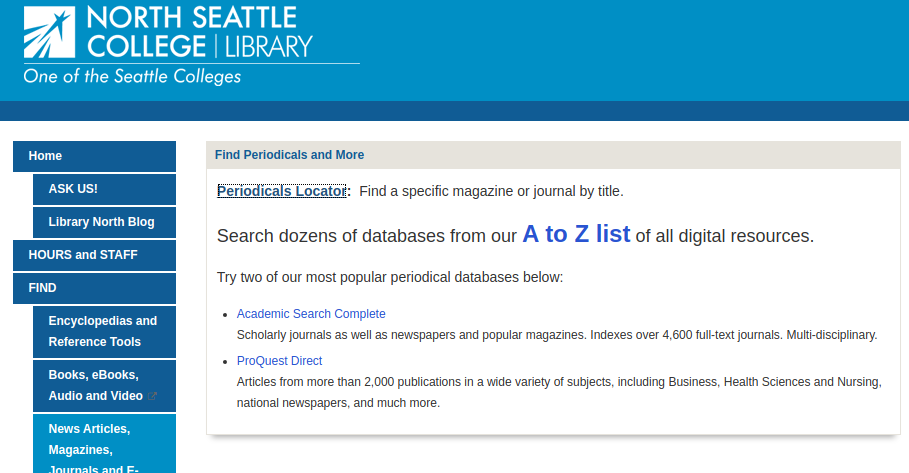 NORTH SEATTLE
COLLEGE | LIBRARY
One of the Seattle Colleges
Home
ASK US!
Library North Blog
HOURS and STAFF
FIND
Encyclopedias and
Reference Tools
Books, eBooks,
Audio and Video
News Articles,
Magazines,
Journals and E-
Find Periodicals and More
Periodicals Locator: Find a specific magazine or journal by title.
Search dozens of databases from our A to Z list of all digital resources.
Try two of our most popular periodical databases below:
• Academic Search Complete
Scholarly journals as well as newspapers and popular magazines. Indexes over 4,600 full-text journals. Multi-disciplinary.
• ProQuest Direct
Articles from more than 2,000 publications in a wide variety of subjects, including Business, Health Sciences and Nursing,
national newspapers, and much more.